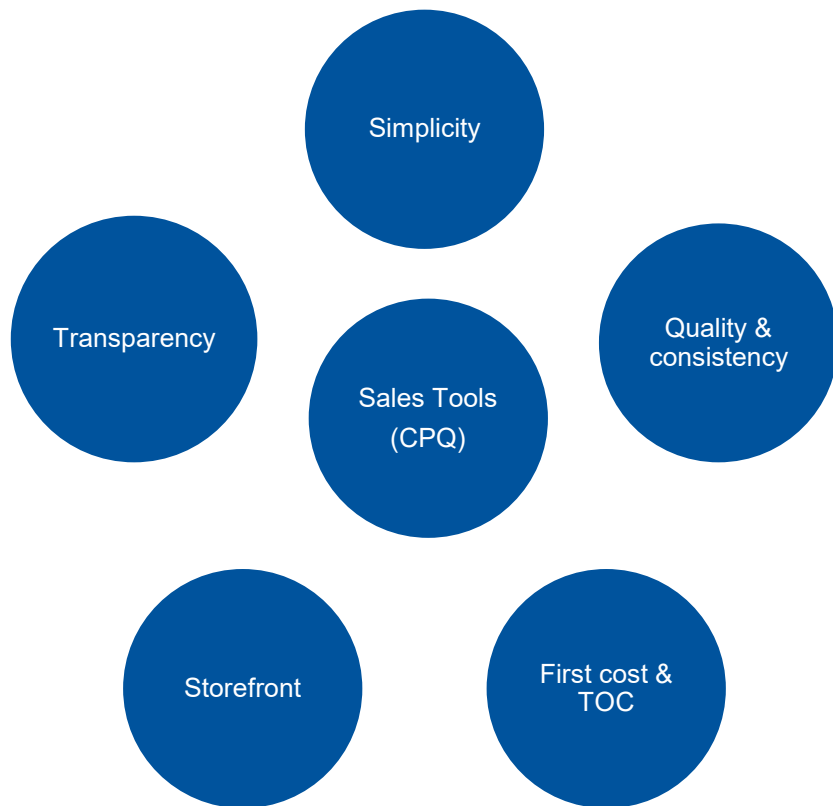 Simplicity
Transparency
Quality &
consistency
Sales Tools
(CPQ)
Storefront
First cost &
TOC